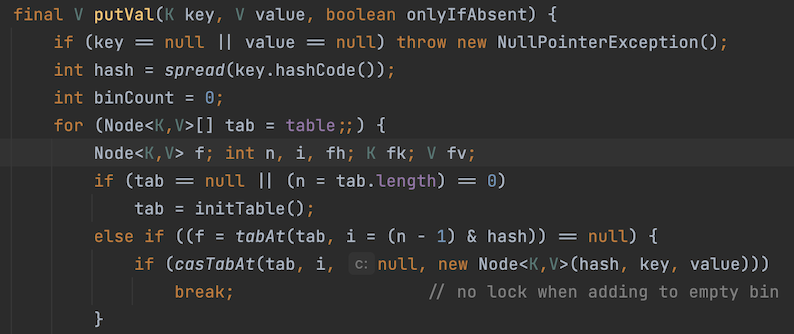 final V putVal(K key, V value, boolean onlyIfAbsent) {
    if (key == null || value == null) throw new NullPointerException();
    int hash = spread(key.hashCode());
    int binCount = 0;
    for (Node<K,V>[] tab = table;;) {
        Node<K,V> f; int n, i, fh; K fk; V fv;
        if (tab == null || (n = tab.length) == 0)
            tab = initTable();
        else if ((f = tabAt(tab, i = (n - 1) & hash)) == null) {
            if (casTabAt(tab, i, c: null, new Node<K,V>(hash, key, value)))
                break;                   // no lock when adding to empty bin
        }